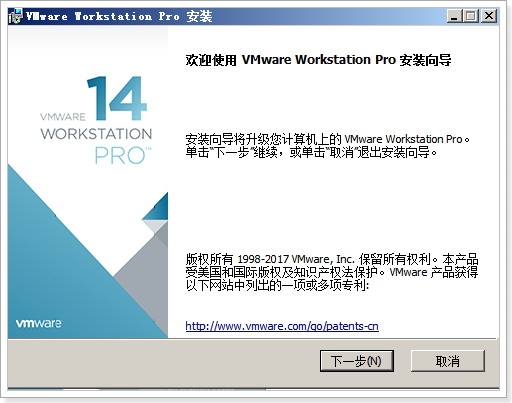 VMware Workstation Pro 安装
欢迎使用 VMware Workstation Pro 安装向导
14
VMWARE
WORKSTATION
PRO™
安装向导将升级您计算机上的 VMware Workstation Pro。
单击“下一步”继续，或单击“取消”退出安装向导。
版权所有 1998-2017 VMware, Inc. 保留所有权利。本产品
受美国和国际版权及知识产权法保护。VMware 产品获得
以下网站中列出的一项或多项专利:
http://www.vmware.com/go/patents-cn
vmware
下一步(N)
取消